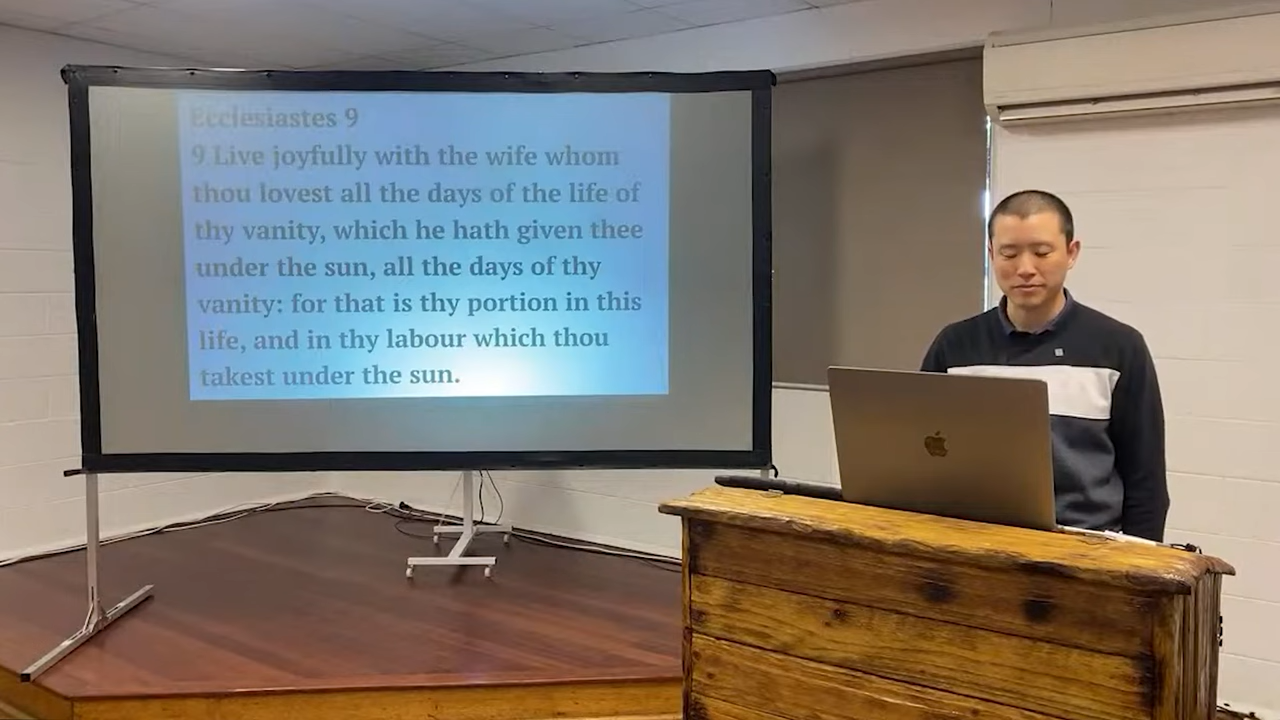 Ecclesiastes 9
9 Live joyfully with the wife whom
thou lovest all the days of the life of
thy vanity, which he hath given thee
under the sun, all the days of thy
vanity: for that is thy portion in this
life, and in thy labour which thou
takest under the sun.